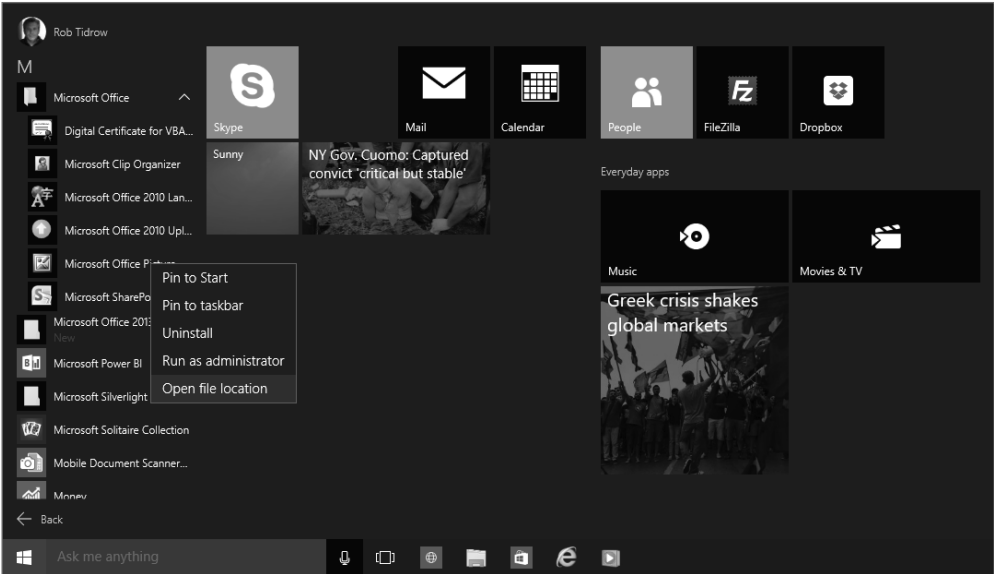 Rob Tidrow
M
Microsoft Office
Digital Certificate for VBA...
Microsoft Clip Organizer
Microsoft Office 2010 Lan...
Microsoft Office 2010 Upl...
Microsoft Office Picture
Microsoft SharePo
Microsoft Office 2013
New
Microsoft Power BI
Microsoft Silverlight
Microsoft Solitaire Collection
Mobile Document Scanner...
Money
Back
Pin to Start
Pin to taskbar
Uninstall
Run as administrator
Open file location
Skype
Mail
Calendar
Sunny
NY Gov. Cuomo: Captured
convict 'critical but stable'
People
FileZilla
Dropbox
Everyday apps
Music
Movies & TV
Greek crisis shakes
global markets
Ask me anything